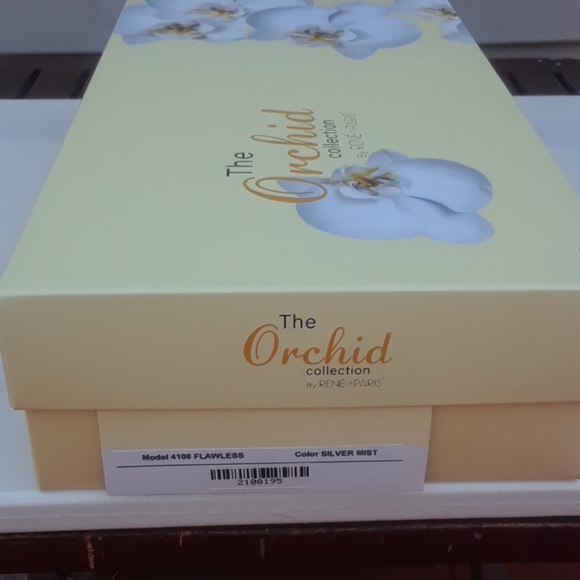 The
Orchid
collection
By RENÉ OF PARIS
The
Orchid
collection
By RENÉ OF PARIS
Model 4106 FLAWLESS Color SILVER MIST
2108195